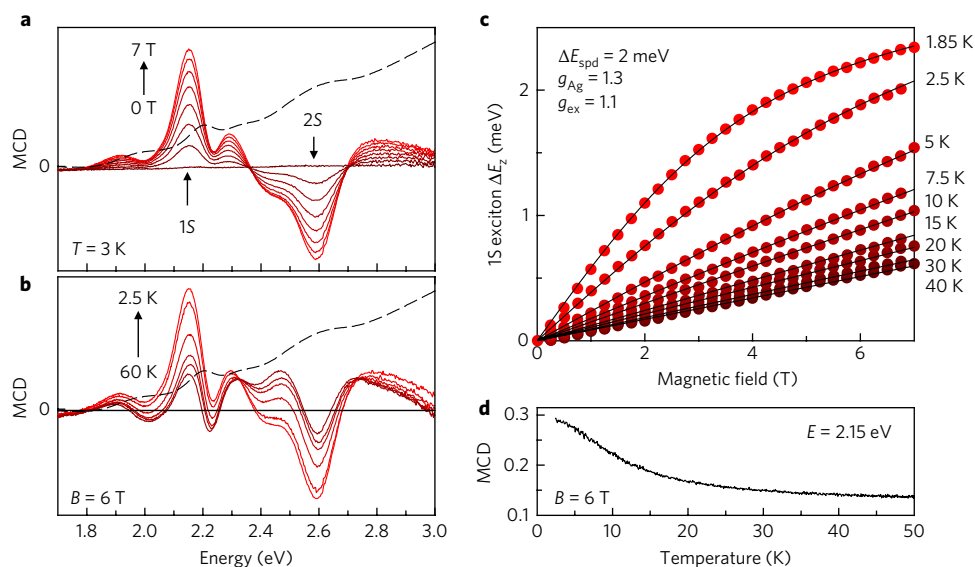 a
7 T
0 T
MCD
0
2S
1S
T = 3 K
b
2.5 K
60 K
MCD
0
B = 6 T
1.8
2.0
2.2
2.4
2.6
2.8
3.0
Energy (eV)
c
ΔE_spd = 2 meV
g_Ag = 1.3
g_ex = 1.1
1S exciton ΔE_z (meV)
2
1
0
0
2
4
6
Magnetic field (T)
1.85 K
2.5 K
5 K
7.5 K
10 K
15 K
20 K
30 K
40 K
d
0.3
0.2
0.1
MCD
E = 2.15 eV
B = 6 T
0
10
20
30
40
50
Temperature (K)